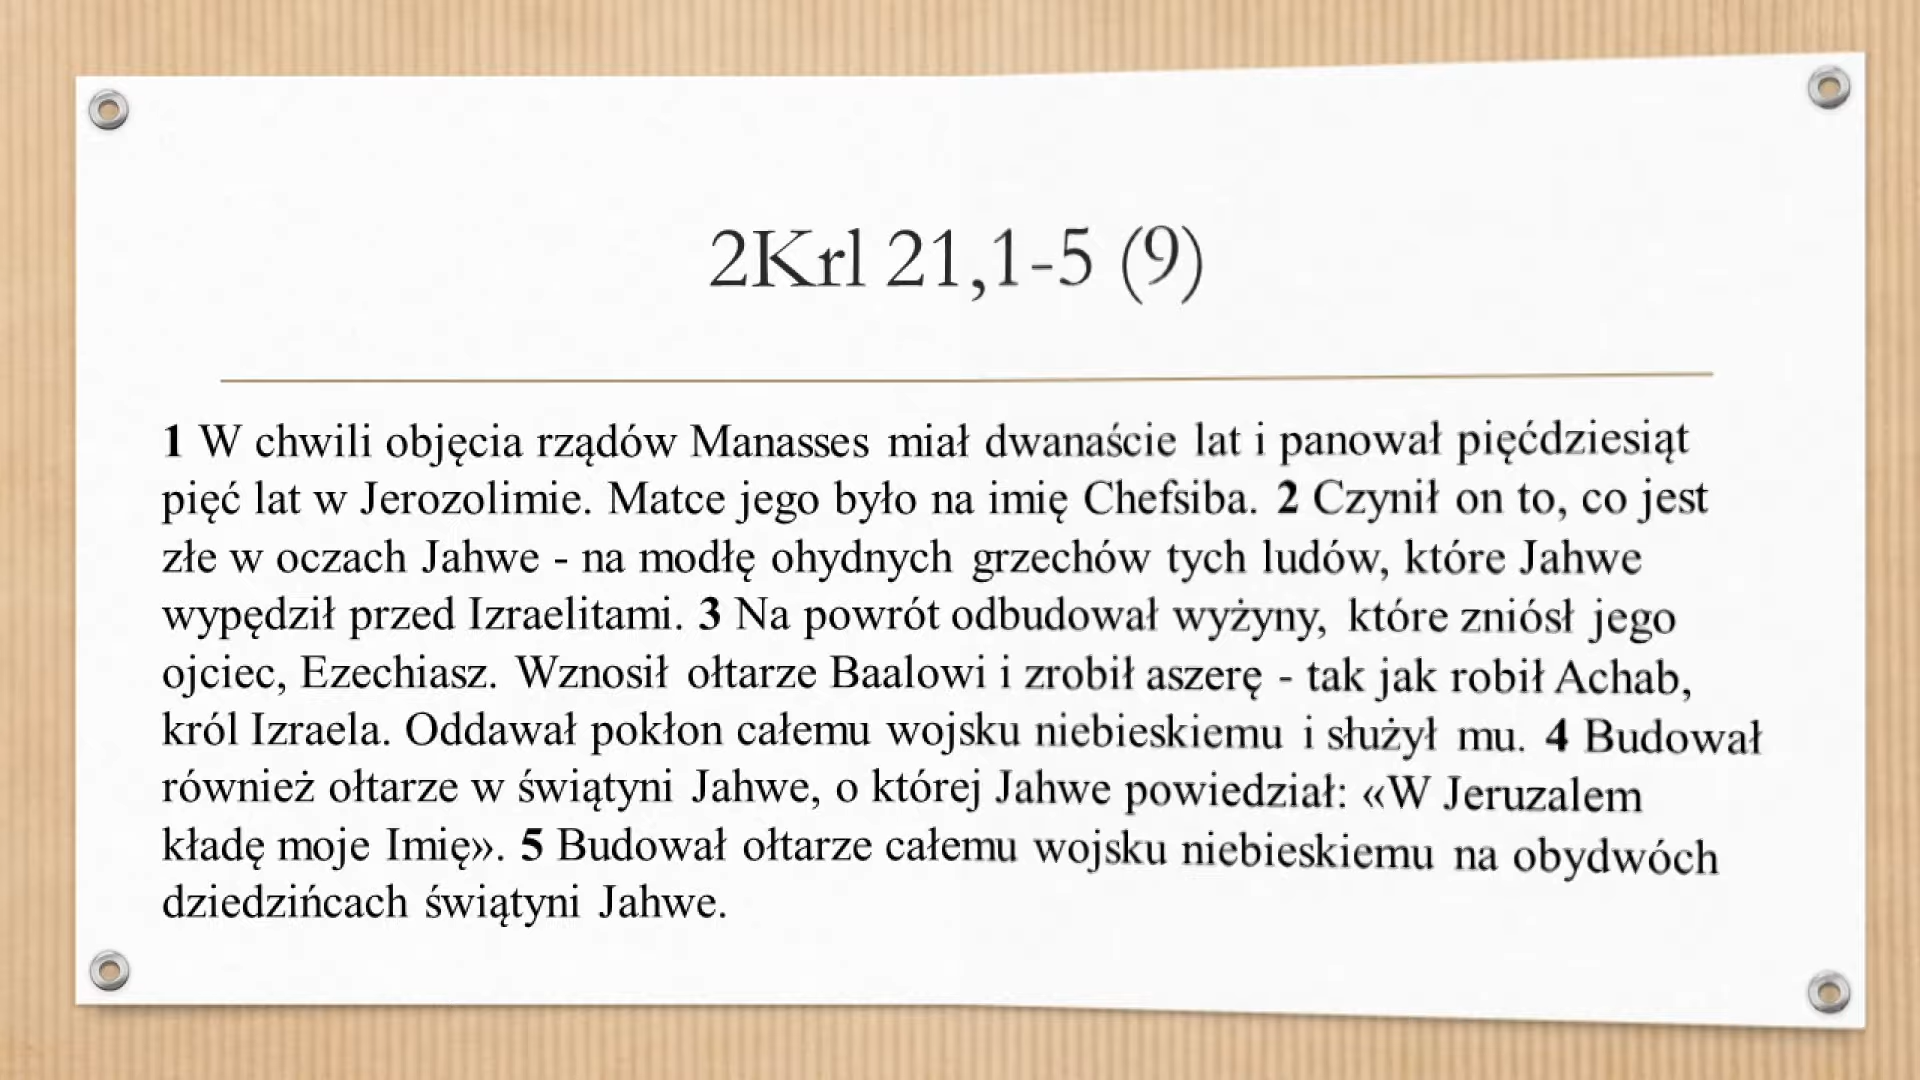 2Krl 21,1-5 (9)
1 W chwili objęcia rządów Manasses miał dwanaście lat i panował pięćdziesiąt
pięć lat w Jerozolimie. Matce jego było na imię Chefsiba. 2 Czynił on to, co jest
złe w oczach Jahwe - na modłę ohydnych grzechów tych ludów, które Jahwe
wypędził przed Izraelitami. 3 Na powrót odbudował wyżyny, które zniósł jego
ojciec, Ezechiasz. Wznosił ołtarze Baalowi i zrobił aszerę - tak jak robił Achab,
król Izraela. Oddawał pokłon całemu wojsku niebieskiemu i służył mu. 4 Budował
również ołtarze w świątyni Jahwe, o której Jahwe powiedział: «W Jeruzalem
kładę moje Imię». 5 Budował ołtarze całemu wojsku niebieskiemu na obydwóch
dziedzińcach świątyni Jahwe.